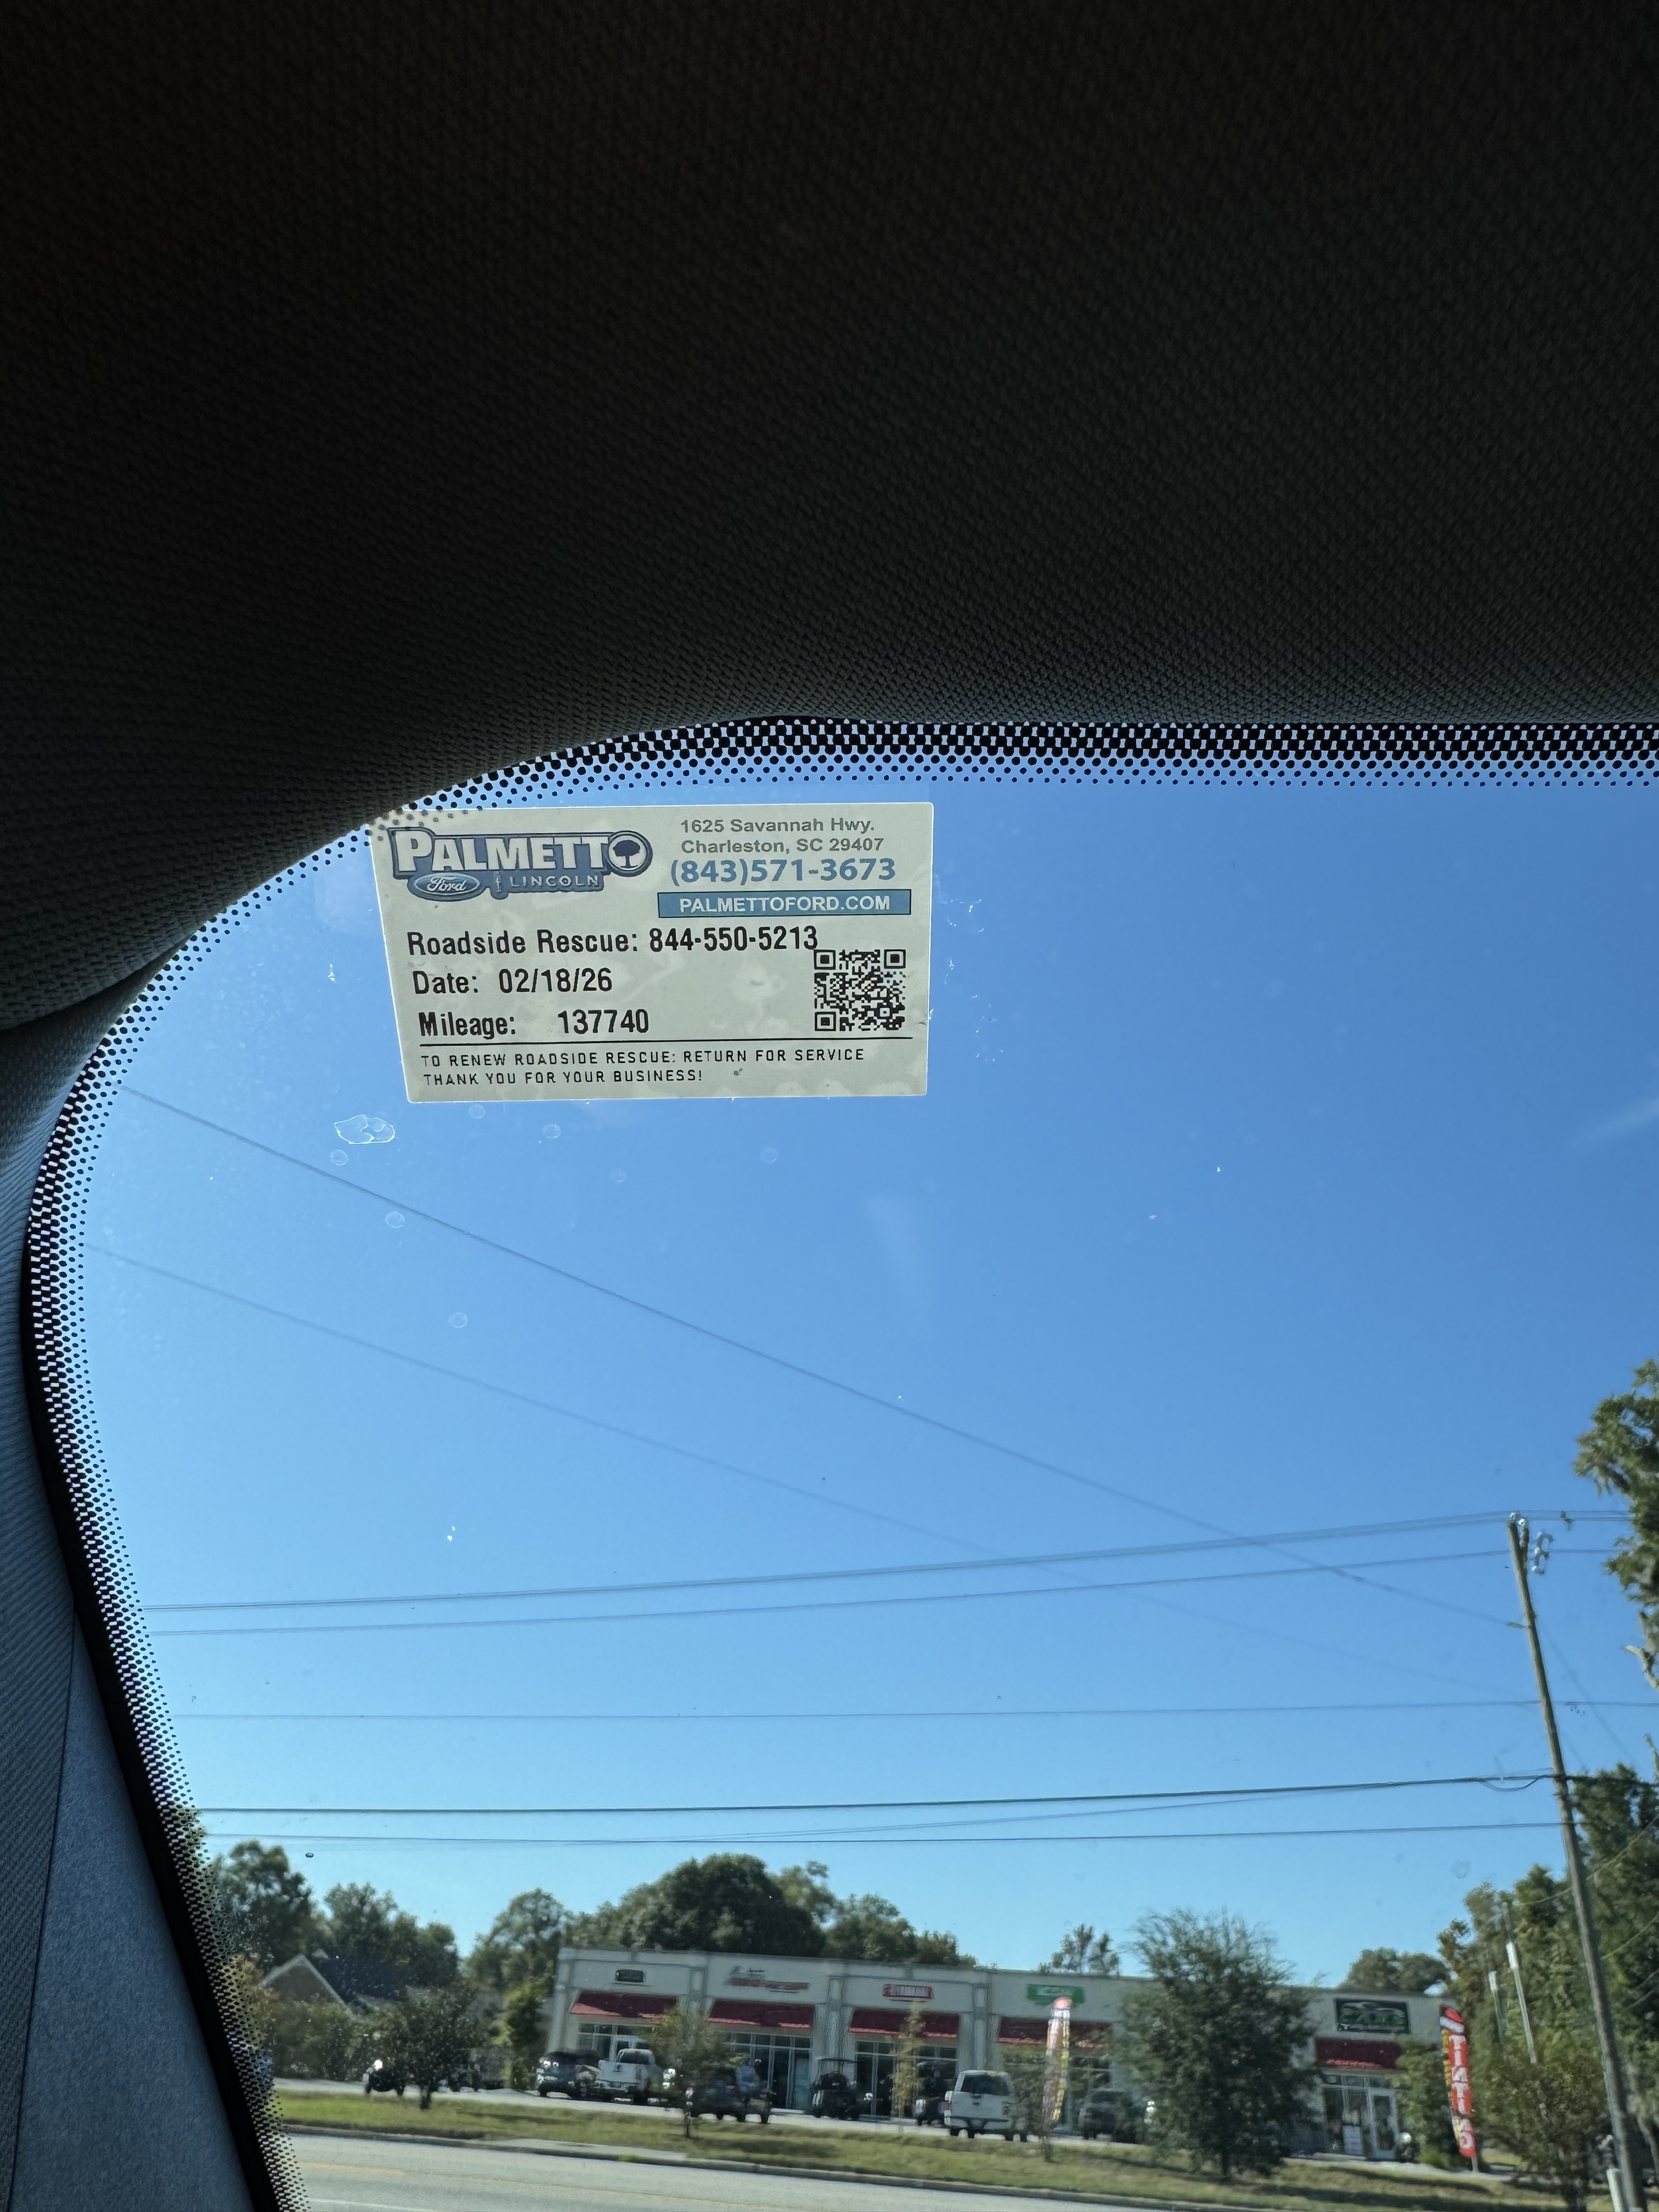 PALMETTO
Ford LINCOLN
1625 Savannah Hwy.
Charleston, SC 29407
(843)571-3673
PALMETTOFORD.COM
Roadside Rescue: 844-550-5213
Date: 02/18/26
Mileage: 137740
TO RENEW ROADSIDE RESCUE: RETURN FOR SERVICE
THANK YOU FOR YOUR BUSINESS!
YAMAHA